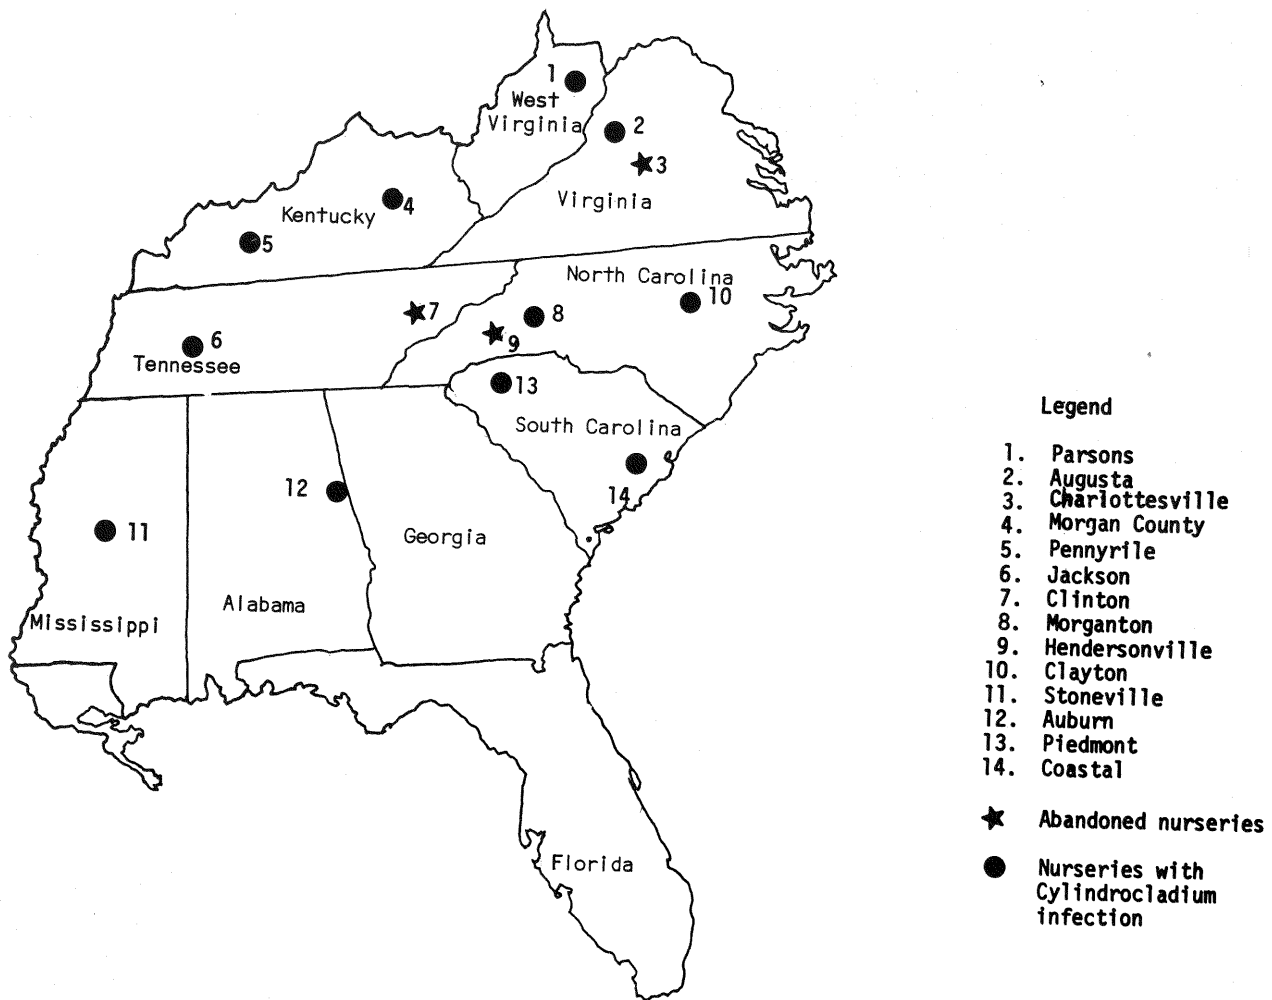 1
West
Virginia
2
3
Virginia
4
Kentucky
5
North Carolina
10
7
8
6
9
Tennessee
13
South Carolina
12
14
11
Georgia
Alabama
Mississippi
Florida
Legend
1. Parsons
2. Augusta
3. Charlottesville
4. Morgan County
5. Pennyrile
6. Jackson
7. Clinton
8. Morganton
9. Hendersonville
10. Clayton
11. Stoneville
12. Auburn
13. Piedmont
14. Coastal
Abandoned nurseries
Nurseries with
Cylindrocladium
infection